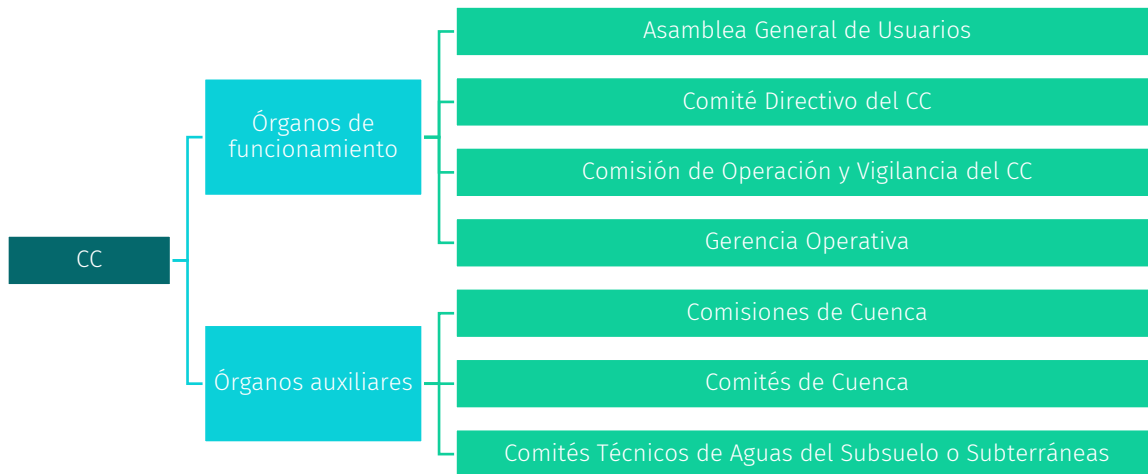 CC
Órganos de
funcionamiento
Asamblea General de Usuarios
Comité Directivo del CC
Comisión de Operación y Vigilancia del CC
Gerencia Operativa
Órganos auxiliares
Comisiones de Cuenca
Comités de Cuenca
Comités Técnicos de Aguas del Subsuelo o Subterráneas